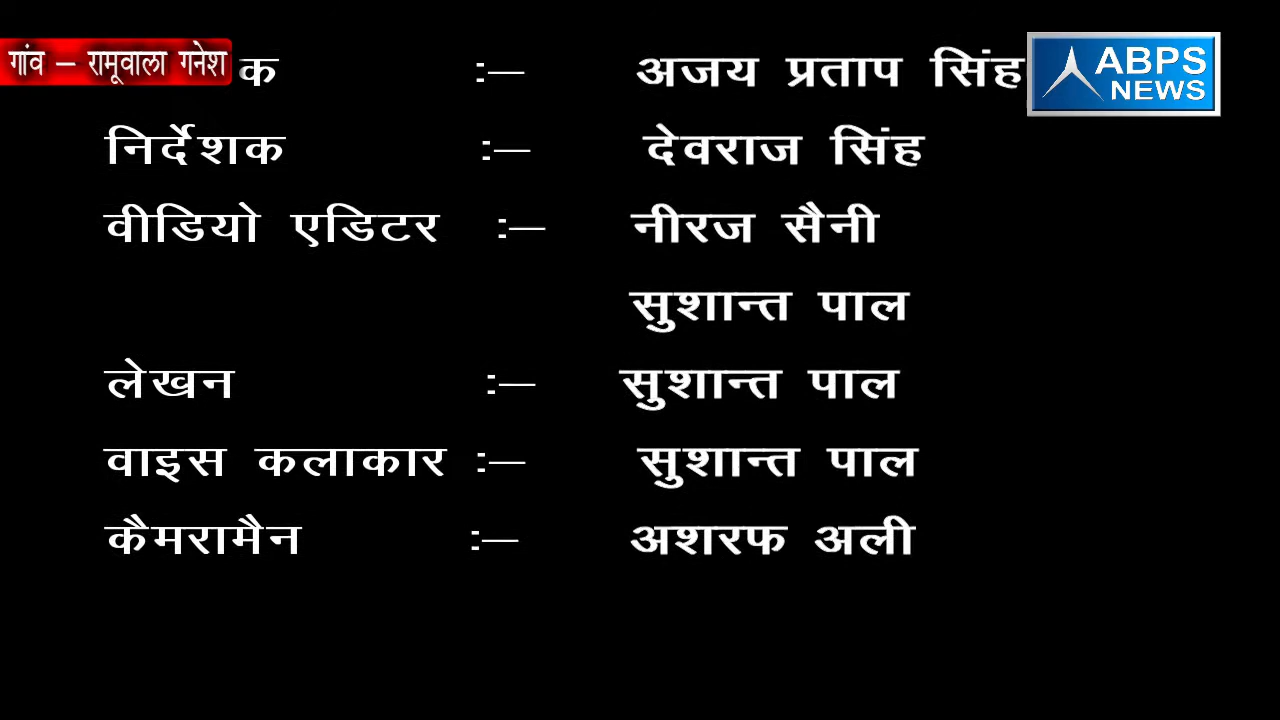 गांव – रामूवाला गनेश
क :— अजय प्रताप सिंह
ABPS
NEWS
निर्देशक :— देवराज सिंह
वीडियो एडिटर :— नीरज सैनी
सुशान्त पाल
लेखन :— सुशान्त पाल
वाइस कलाकार :— सुशान्त पाल
कैमरामैन :— अशरफ अली